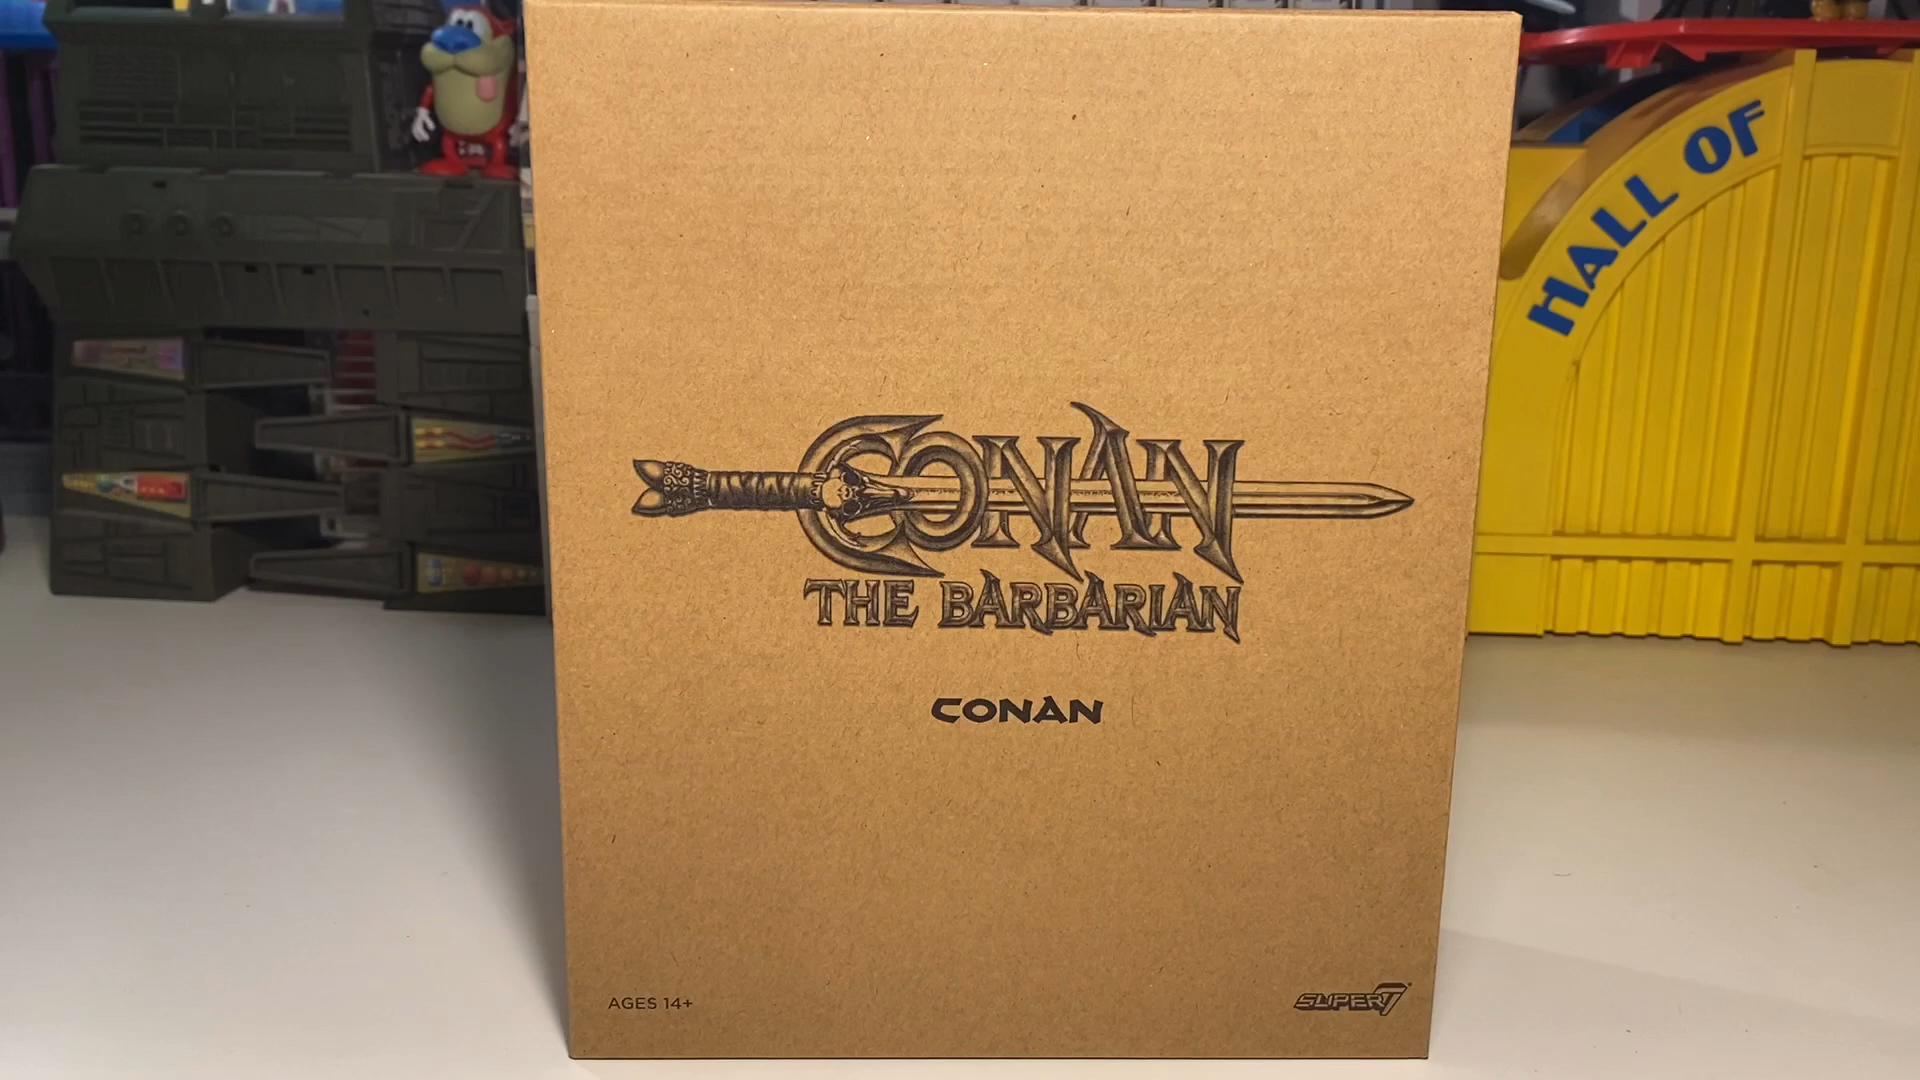 HALL OF
CONAN
THE BARBARIAN
CONAN
AGES 14+
SUPER7